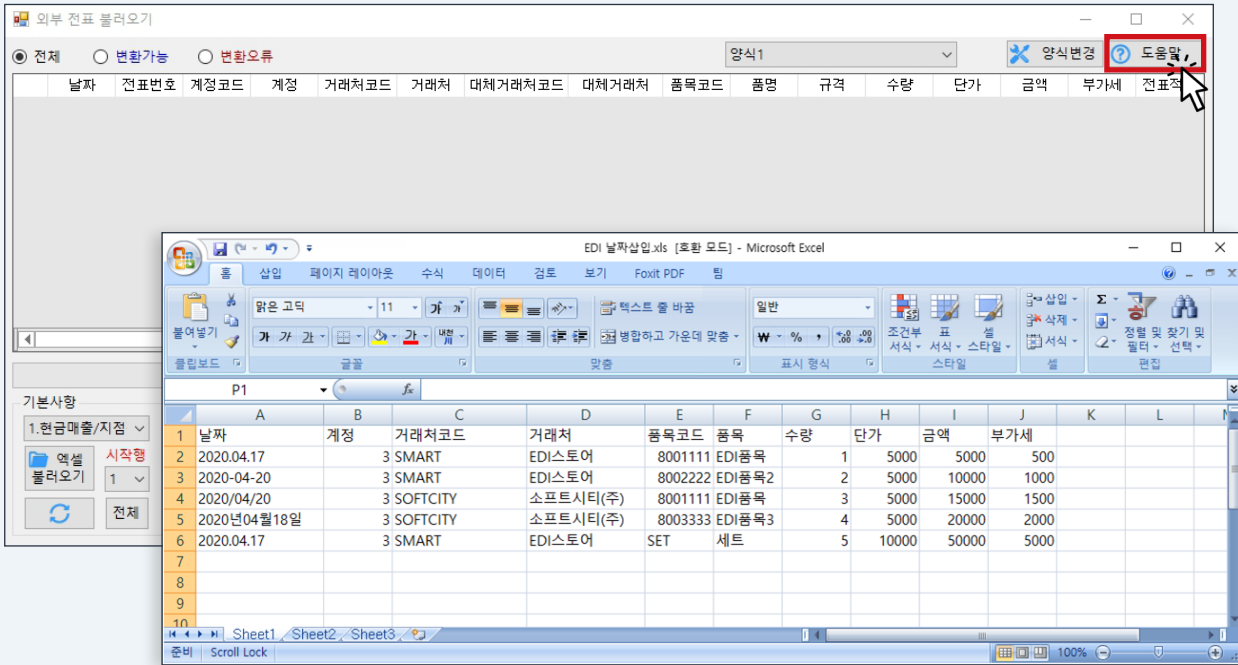 외부 전표 불러오기
전체 변환가능 변환오류 양식1 양식변경 도움말
날짜 전표번호 계정코드 계정 거래처코드 거래처 대체거래처코드 대체거래처 품목코드 품명 규격 수량 단가 금액 부가세
EDI 날짜삽입.xls [호환 모드] - Microsoft Excel
홈 삽입 페이지 레이아웃 수식 데이터 검토 보기 Foxit PDF 팀
붙여넣기 맑은 고딕 11 가 가 텍스트 줄 바꿈 일반 조건부 서식 표 서식 셀 스타일 삽입 Σ 정렬 및 필터 찾기 및 선택
가 가 가 가 내천 병합하고 가운데 맞춤 ₩ % , 삭제
서식
클립보드 글꼴 맞춤 표시 형식 스타일 셀 편집
P1 fx
A B C D E F G H I J K L
1 날짜 계정 거래처코드 거래처 품목코드 품목 수량 단가 금액 부가세
2 2020.04.17 3 SMART EDI스토어 8001111 EDI품목 1 5000 5000 500
3 2020-04-20 3 SMART EDI스토어 8002222 EDI품목2 2 5000 10000 1000
4 2020/04/20 3 SOFTCITY 소프트시티(주) 8001111 EDI품목 3 5000 15000 1500
5 2020년04월18일 3 SOFTCITY 소프트시티(주) 8003333 EDI품목3 4 5000 20000 2000
6 2020.04.17 3 SMART EDI스토어 SET 세트 5 10000 50000 5000
7
8
9
10
Sheet1 Sheet2 Sheet3
준비 Scroll Lock 100%
기본사항
1.현금매출/지점
엑셀 불러오기 시작행
1
전체